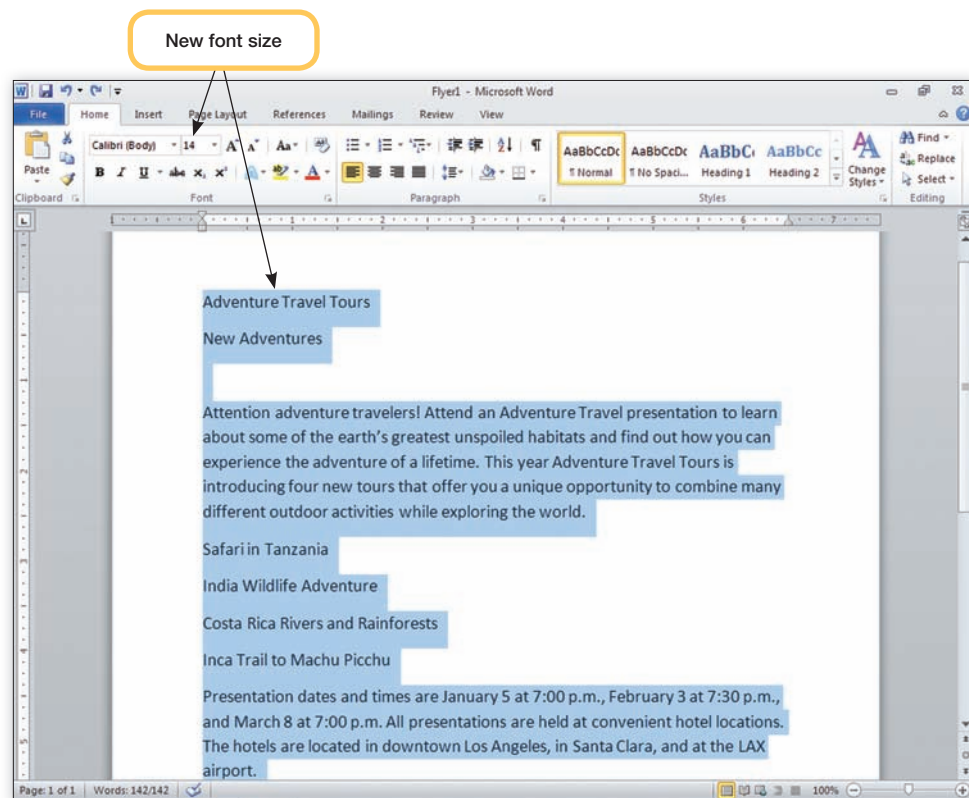 New font size
Flyer1 - Microsoft Word
File Home Insert Page Layout References Mailings Review View
Calibri (Body) 14 A A Aa
Paste
B I U abc X₂ X² A
AaBbCcDc AaBbCcDc AaBbC AaBbCc
¶ Normal ¶ No Spaci... Heading 1 Heading 2
Change Styles
Find
Replace
Select
Clipboard Font Paragraph Styles Editing
Adventure Travel Tours
New Adventures
Attention adventure travelers! Attend an Adventure Travel presentation to learn
about some of the earth's greatest unspoiled habitats and find out how you can
experience the adventure of a lifetime. This year Adventure Travel Tours is
introducing four new tours that offer you a unique opportunity to combine many
different outdoor activities while exploring the world.
Safari in Tanzania
India Wildlife Adventure
Costa Rica Rivers and Rainforests
Inca Trail to Machu Picchu
Presentation dates and times are January 5 at 7:00 p.m., February 3 at 7:30 p.m.,
and March 8 at 7:00 p.m. All presentations are held at convenient hotel locations.
The hotels are located in downtown Los Angeles, in Santa Clara, and at the LAX
airport.
Page: 1 of 1 Words: 142/142 100%